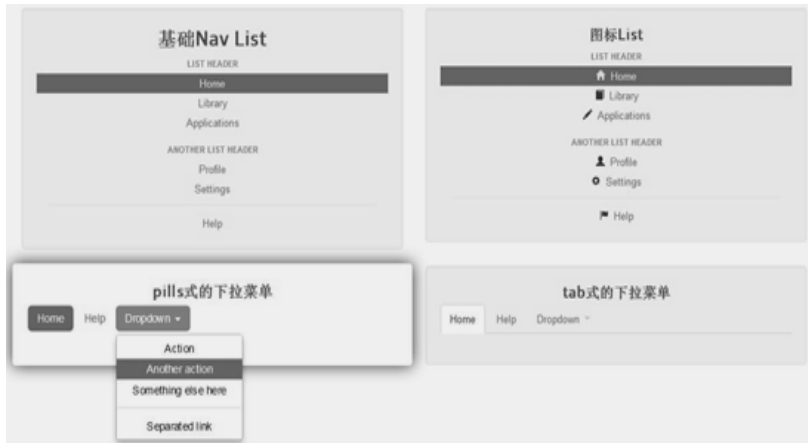 基础Nav List
LIST HEADER
Home
Library
Applications
ANOTHER LIST HEADER
Profile
Settings
Help
图标List
LIST HEADER
Home
Library
Applications
ANOTHER LIST HEADER
Profile
Settings
Help
pills式的下拉菜单
Home Help Dropdown
Action
Another action
Something else here
Separated link
tab式的下拉菜单
Home Help Dropdown